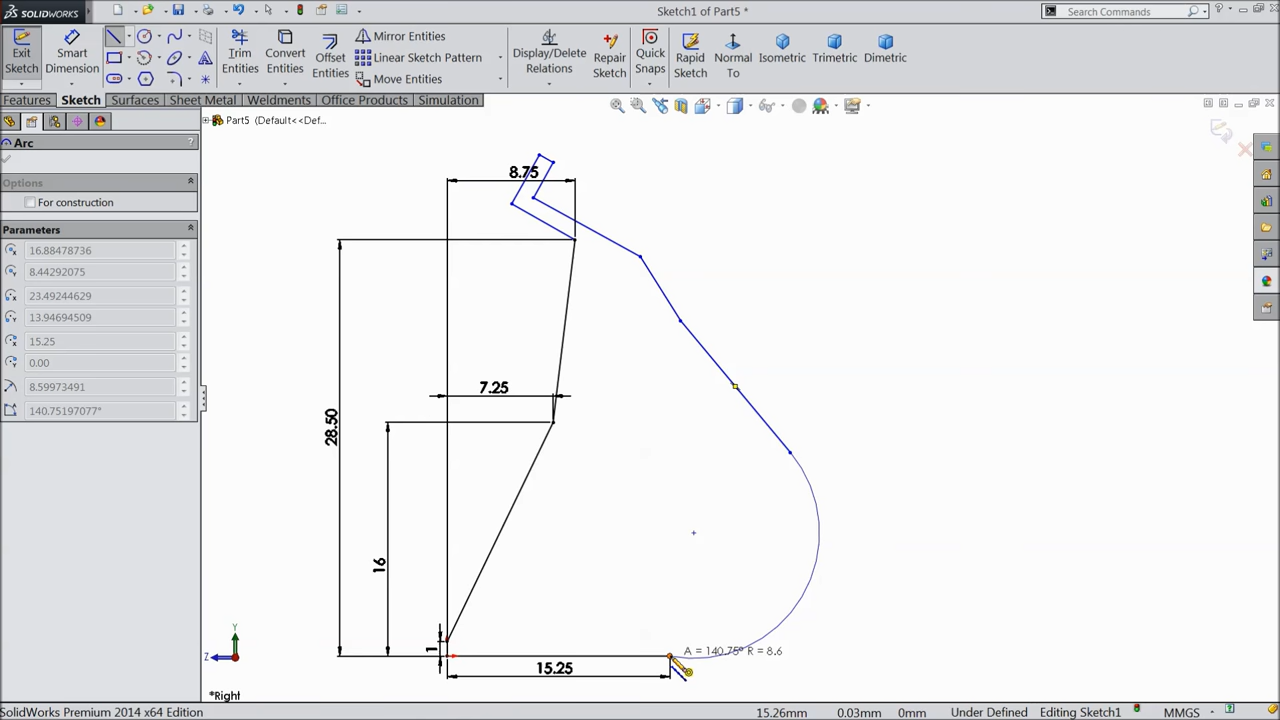 SOLIDWORKS
Sketch1 of Part5 *
Search Commands
Exit Sketch
Smart Dimension
Trim Entities
Convert Entities
Offset Entities
Mirror Entities
Linear Sketch Pattern
Move Entities
Display/Delete Relations
Repair Sketch
Quick Snaps
Rapid Sketch
Normal To
Isometric
Trimetric
Dimetric
Features
Sketch
Surfaces
Sheet Metal
Weldments
Office Products
Simulation
Part5 (Default<<Def...
Arc
?
Options
For construction
Parameters
16.88478736
8.44292075
23.49244629
13.94694509
15.25
0.00
8.59973491
140.75197077°
8.75
28.50
7.25
16
1
15.25
A = 140.75° R = 8.6
Y
Z
*Right
SolidWorks Premium 2014 x64 Edition
15.26mm
0.03mm
0mm
Under Defined
Editing Sketch1
MMGS